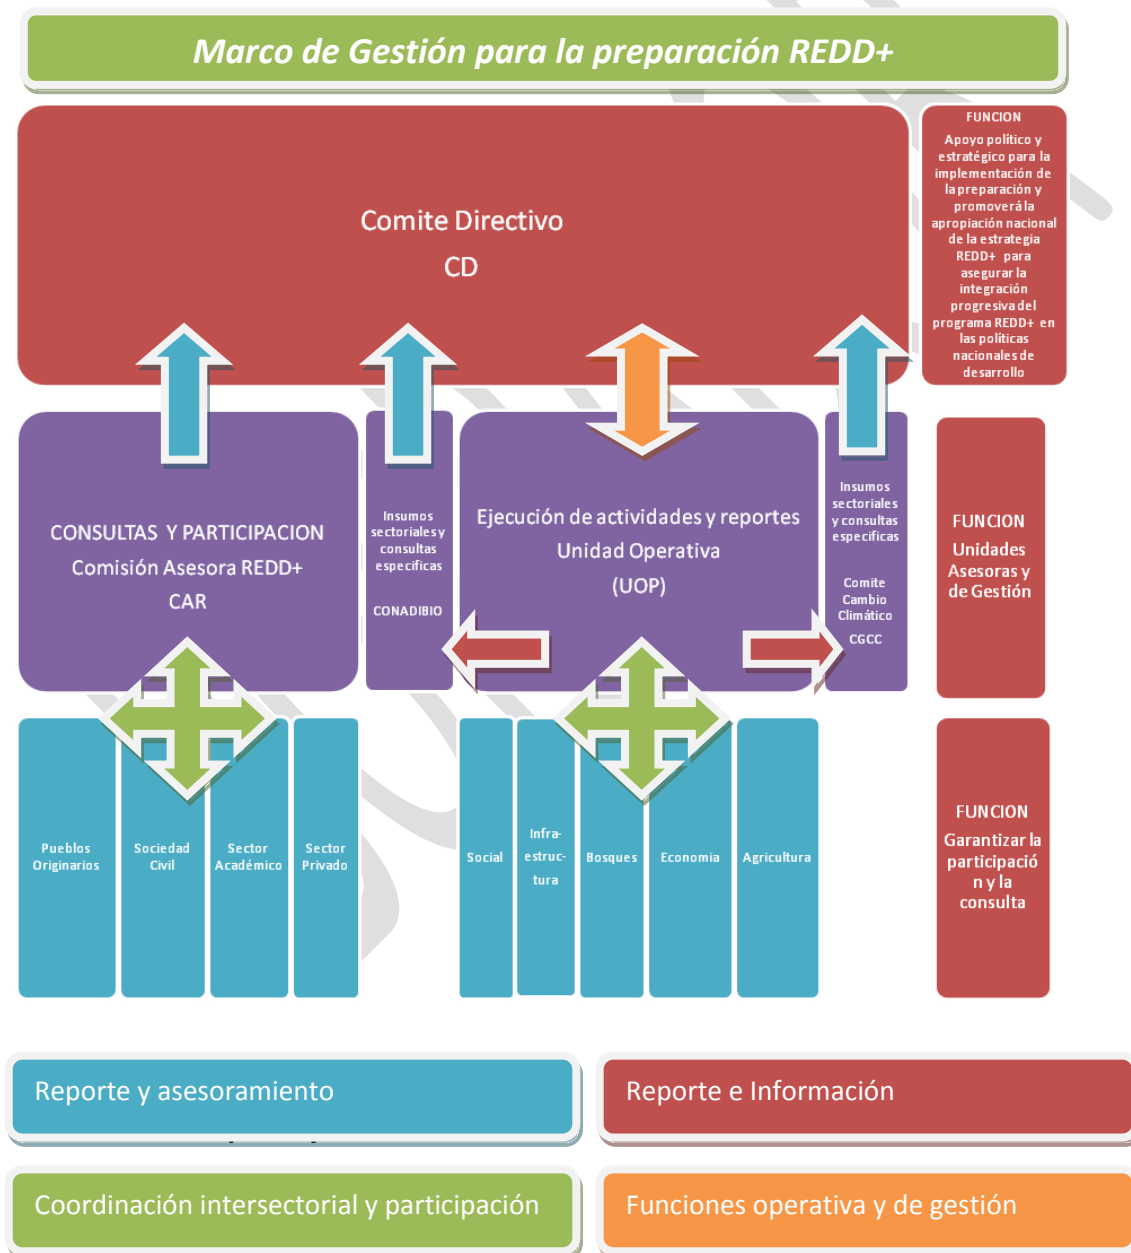 Marco de Gestión para la preparación REDD+
Comite Directivo
CD
FUNCION
Apoyo político y
estratégico para la
implementación de
la preparación y
promoverá la
apropiación nacional
de la estrategia
REDD+ para
asegurar la
integración
progresiva del
programa REDD+ en
las políticas
nacionales de
desarrollo
CONSULTAS Y PARTICIPACION
Comisión Asesora REDD+
CAR
Insumos
sectoriales y
consultas
especificas
CONADIBIO
Ejecución de actividades y reportes
Unidad Operativa
(UOP)
Insumos
sectoriales
y consultas
especificas
Comite
Cambio
Climático
CGCC
FUNCION
Unidades
Asesoras y
de Gestión
Pueblos
Originarios
Sociedad
Civil
Sector
Académico
Sector
Privado
Social
Infra-
estruc-
tura
Bosques
Economia
Agricultura
FUNCION
Garantizar la
participació
n y la
consulta
Reporte y asesoramiento
Reporte e Información
Coordinación intersectorial y participación
Funciones operativa y de gestión